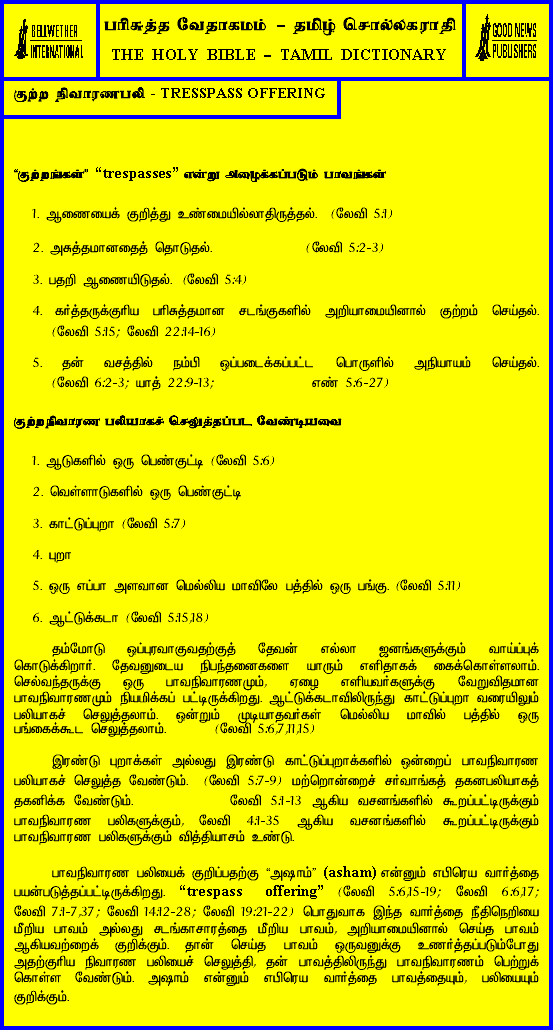 BELLWETHER
INTERNATIONAL
பரிசுத்த வேதாகமம் – தமிழ் சொல்லகராதி
THE HOLY BIBLE – TAMIL DICTIONARY
GOOD NEWS
PUBLISHERS
குற்ற நிவாரணபலி - TRESSPASS OFFERING
“குற்றங்கள்” “trespasses” என்று அழைக்கப்படும் பாவங்கள்
1. ஆணையைக் குறித்து உண்மையில்லாதிருத்தல். (லேவி 5:1)
2. அசுத்தமானதைத் தொடுதல். (லேவி 5:2-3)
3. பதறி ஆணையிடுதல். (லேவி 5:4)
4. கர்த்தருக்குரிய பரிசுத்தமான சடங்குகளில் அறியாமையினால் குற்றம் செய்தல்.
(லேவி 5:15; லேவி 22:14-16)
5. தன் வசத்தில் நம்பி ஒப்படைக்கப்பட்ட பொருளில் அநியாயம் செய்தல்.
(லேவி 6:2-3; யாத் 22:9-13; எண் 5:6-27)
குற்றநிவாரண பலியாகச் செலுத்தப்பட வேண்டியவை
1. ஆடுகளில் ஒரு பெண்குட்டி (லேவி 5:6)
2. வெள்ளாடுகளில் ஒரு பெண்குட்டி
3. காட்டுப்புறா (லேவி 5:7)
4. புறா
5. ஒரு எப்பா அளவான மெல்லிய மாவிலே பத்தில் ஒரு பங்கு. (லேவி 5:11)
6. ஆட்டுக்கடா (லேவி 5:15,18)
தம்மோடு ஒப்புரவாகுவதற்குத் தேவன் எல்லா ஜனங்களுக்கும் வாய்ப்புக்
கொடுக்கிறார். தேவனுடைய நிபந்தனைகளை யாரும் எளிதாகக் கைக்கொள்ளலாம்.
செல்வந்தருக்கு ஒரு பாவநிவாரணமும், ஏழை எளியவர்களுக்கு வேறுவிதமான
பாவநிவாரணமும் நியமிக்கப் பட்டிருக்கிறது. ஆட்டுக்கடாவிலிருந்து காட்டுப்புறா வரையிலும்
பலியாகச் செலுத்தலாம். ஒன்றும் முடியாதவர்கள் மெல்லிய மாவில் பத்தில் ஒரு
பங்கைக்கூட செலுத்தலாம். (லேவி 5:6,7,11,15)
இரண்டு புறாக்கள் அல்லது இரண்டு காட்டுப்புறாக்களில் ஒன்றைப் பாவநிவாரண
பலியாகச் செலுத்த வேண்டும். (லேவி 5:7-9) மற்றொன்றைச் சர்வாங்கத் தகனபலியாகத்
தகனிக்க வேண்டும். லேவி 5:1-13 ஆகிய வசனங்களில் கூறப்பட்டிருக்கும்
பாவநிவாரண பலிகளுக்கும், லேவி 4:1-35 ஆகிய வசனங்களில் கூறப்பட்டிருக்கும்
பாவநிவாரண பலிகளுக்கும் வித்தியாசம் உண்டு.
பாவநிவாரண பலியைக் குறிப்பதற்கு “அஷாம்” (asham) என்னும் எபிரெய வார்த்தை
பயன்படுத்தப்பட்டிருக்கிறது. “trespass offering” (லேவி 5:6,15-19; லேவி 6:6,17;
லேவி 7:1-7,37; லேவி 14:12-28; லேவி 19:21-22) பொதுவாக இந்த வார்த்தை நீதிநெறியை
மீறிய பாவம் அல்லது சடங்காசாரத்தை மீறிய பாவம், அறியாமையினால் செய்த பாவம்
ஆகியவற்றைக் குறிக்கும். தான் செய்த பாவம் ஒருவனுக்கு உணர்த்தப்படும்போது
அதற்குரிய நிவாரண பலியைச் செலுத்தி, தன் பாவத்திலிருந்து பாவநிவாரணம் பெற்றுக்
கொள்ள வேண்டும். அஷாம் என்னும் எபிரெய வார்த்தை பாவத்தையும், பலியையும்
குறிக்கும்.